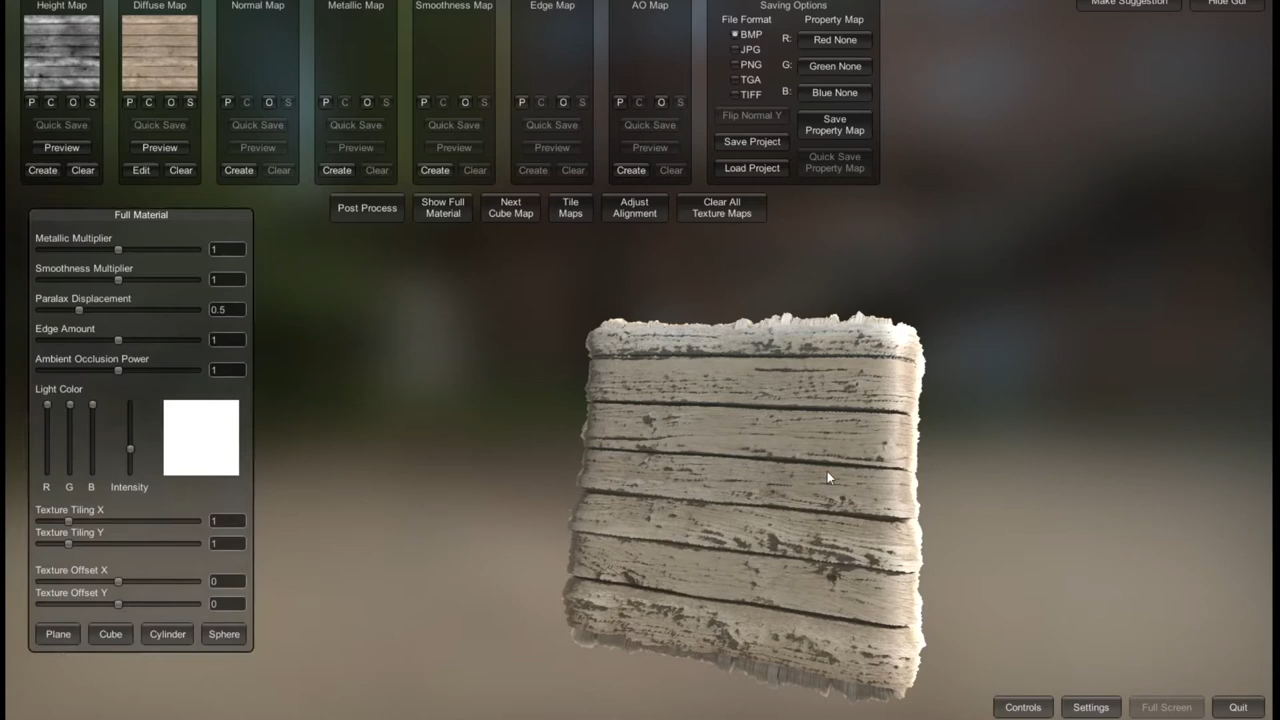 Height Map
Diffuse Map
Normal Map
Metallic Map
Smoothness Map
Edge Map
AO Map
Saving Options
Make Suggestion
Hide Gui
File Format
Property Map
BMP
JPG
PNG
TGA
TIFF
R: Red None
G: Green None
B: Blue None
P C O S
P C O S
P C O S
P C O S
P C O S
P C O S
P C O S
Quick Save
Quick Save
Quick Save
Quick Save
Quick Save
Quick Save
Quick Save
Preview
Preview
Preview
Preview
Preview
Preview
Preview
Create Clear
Edit Clear
Create Clear
Create Clear
Create Clear
Create Clear
Create Clear
Flip Normal Y
Save Project
Load Project
Save
Property Map
Quick Save
Property Map
Post Process
Show Full
Material
Next
Cube Map
Tile
Maps
Adjust
Alignment
Clear All
Texture Maps
Full Material
Metallic Multiplier
1
Smoothness Multiplier
1
Paralax Displacement
0.5
Edge Amount
1
Ambient Occlusion Power
1
Light Color
R G B Intensity
Texture Tiling X
1
Texture Tiling Y
1
Texture Offset X
0
Texture Offset Y
0
Plane Cube Cylinder Sphere
Controls Settings Full Screen Quit